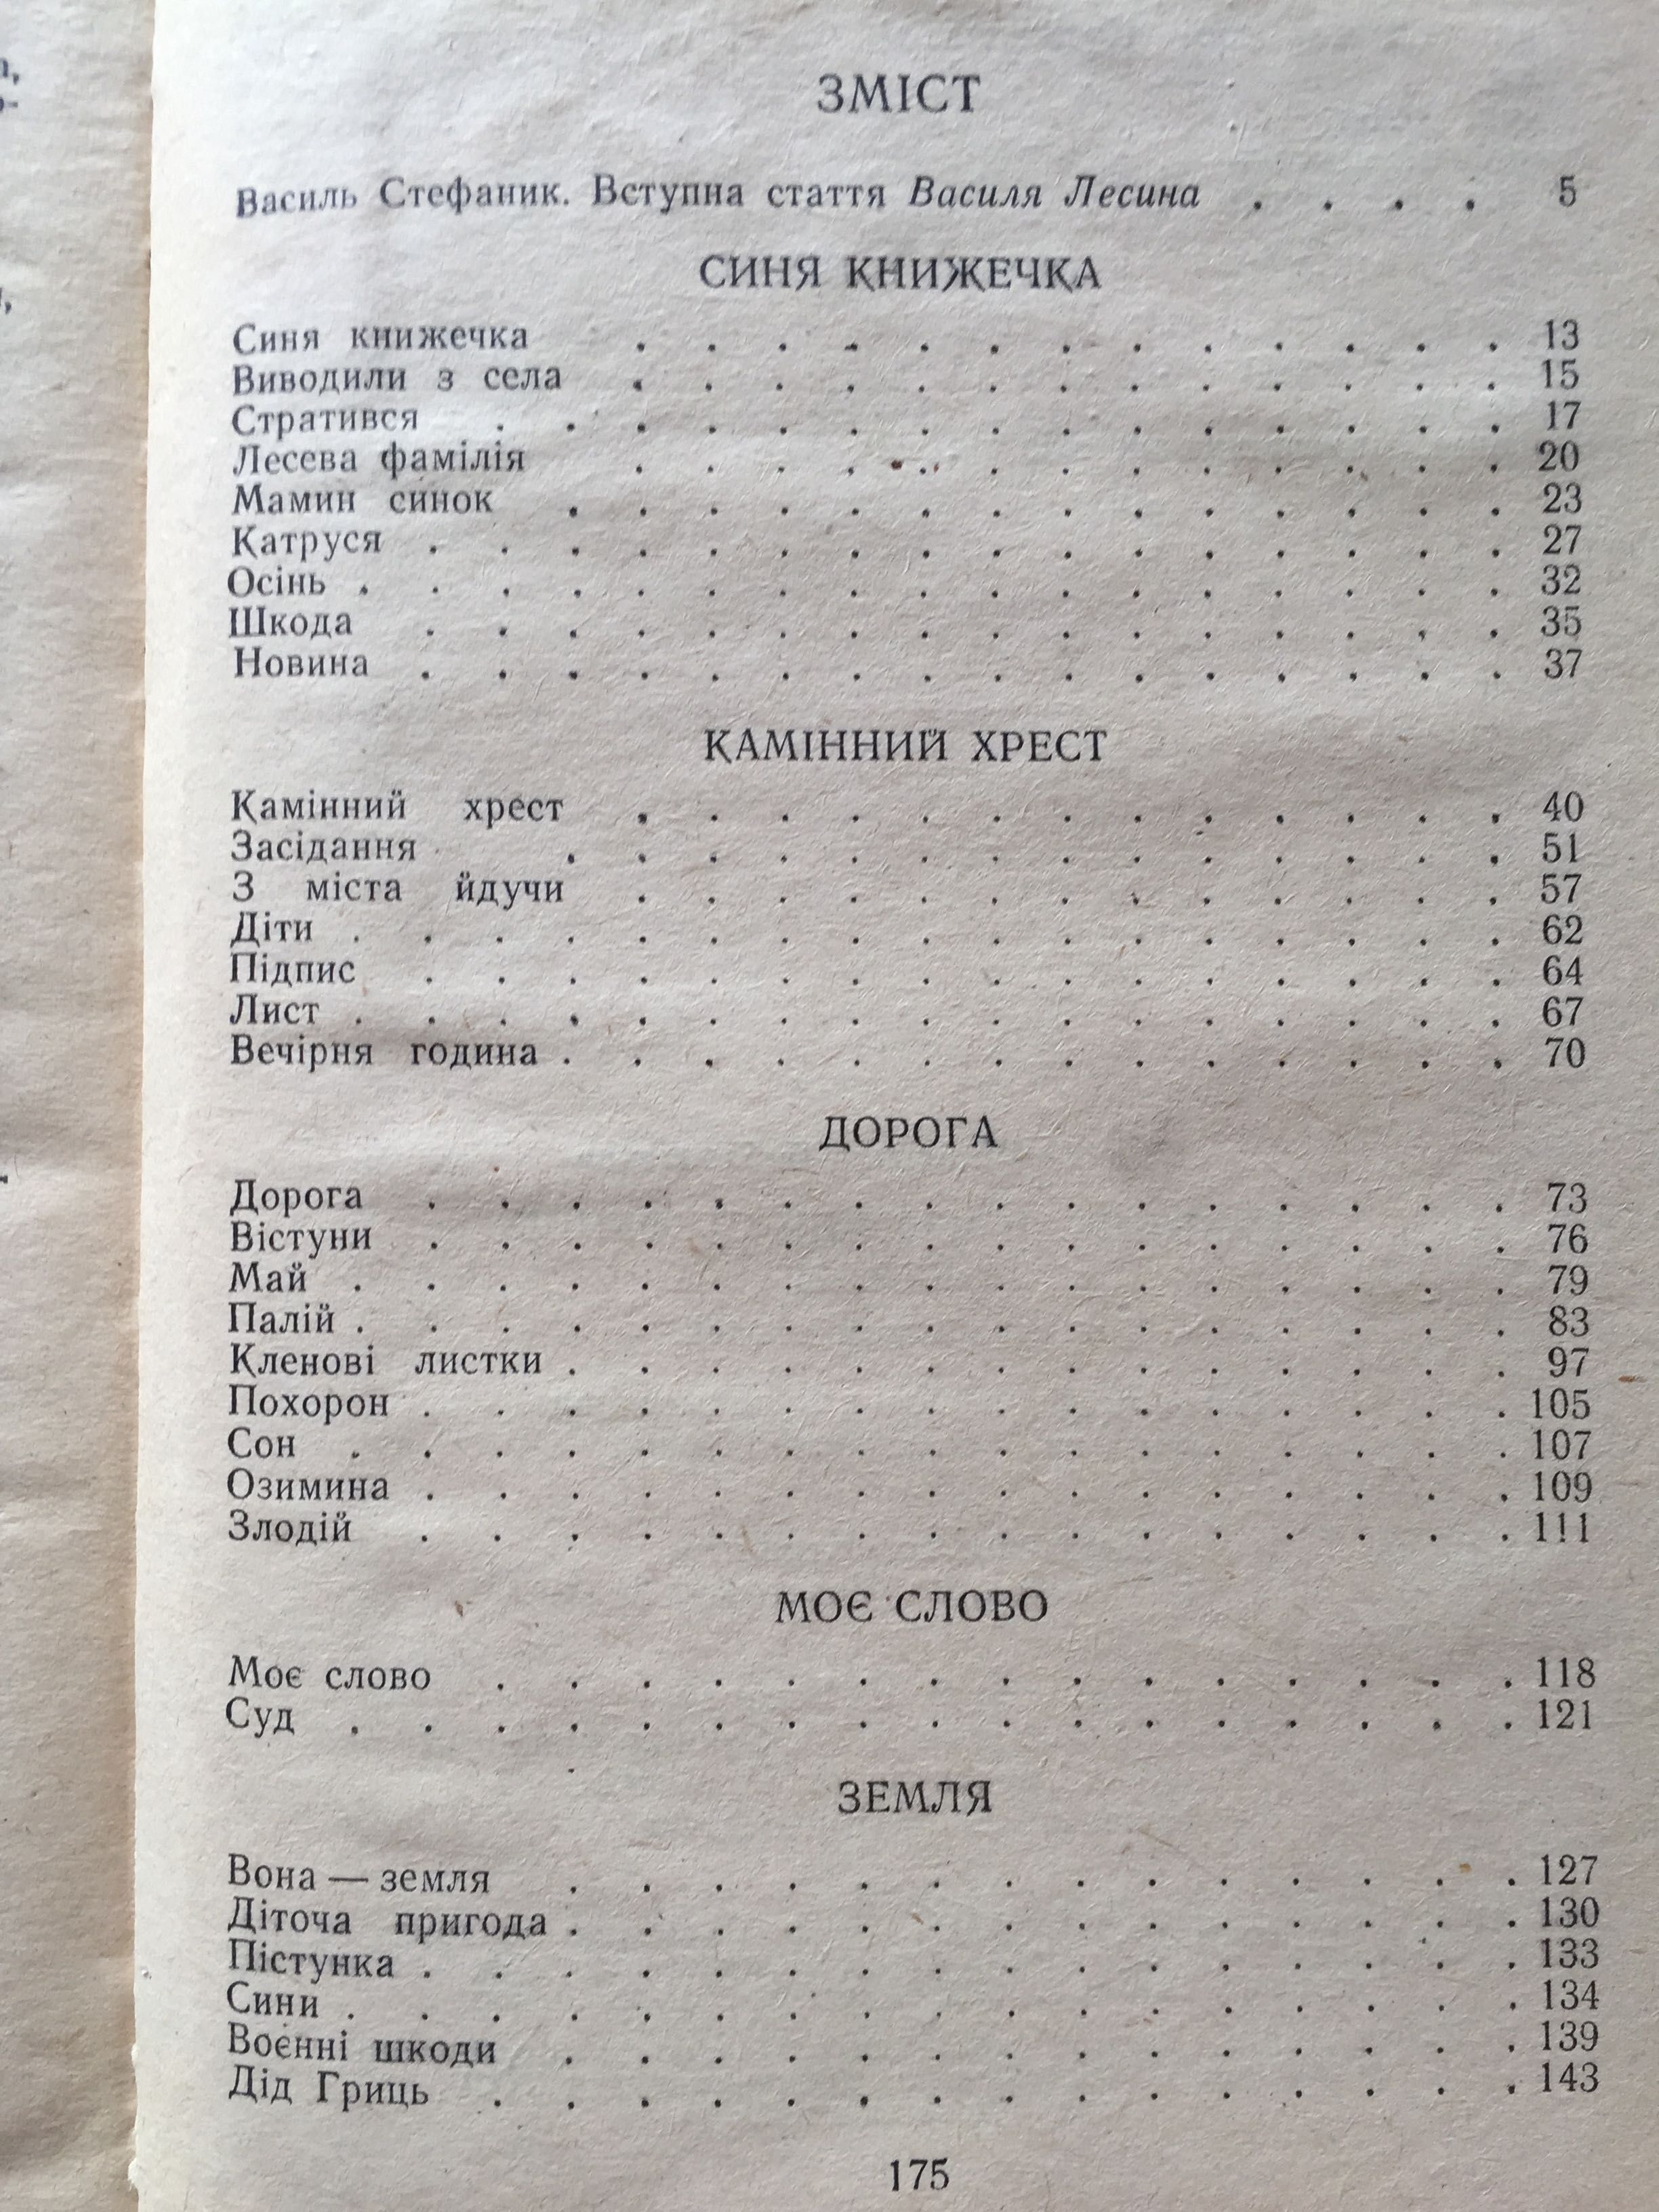 ЗМІСТ
Василь Стефаник. Вступна стаття Василя Лесина . . . . 5
СИНЯ КНИЖЕЧКА
Синя книжечка . . . . . . . . . . . . . 13
Виводили з села . . . . . . . . . . . . . 15
Стратився . . . . . . . . . . . . . . . 17
Лесева фамілія . . . . . . . . . . . . . 20
Мамин синок . . . . . . . . . . . . . . 23
Катруся . . . . . . . . . . . . . . . . 27
Осінь . . . . . . . . . . . . . . . . . 32
Шкода . . . . . . . . . . . . . . . . 35
Новина . . . . . . . . . . . . . . . . 37
КАМІННИЙ ХРЕСТ
Камінний хрест . . . . . . . . . . . . . 40
Засідання . . . . . . . . . . . . . . 51
З міста йдучи . . . . . . . . . . . . . 57
Діти . . . . . . . . . . . . . . . . . 62
Підпис . . . . . . . . . . . . . . . . 64
Лист . . . . . . . . . . . . . . . . . 67
Вечірня година . . . . . . . . . . . . . . 70
ДОРОГА
Дорога . . . . . . . . . . . . . . . . 73
Вістуни . . . . . . . . . . . . . . . . 76
Май . . . . . . . . . . . . . . . . . 79
Палій . . . . . . . . . . . . . . . . . 83
Кленові листки . . . . . . . . . . . . . . 97
Похорон . . . . . . . . . . . . . . . . 105
Сон . . . . . . . . . . . . . . . . . 107
Озимина . . . . . . . . . . . . . . . . 109
Злодій . . . . . . . . . . . . . . . . 111
МОЄ СЛОВО
Моє слово . . . . . . . . . . . . . . . 118
Суд . . . . . . . . . . . . . . . . . 121
ЗЕМЛЯ
Вона — земля . . . . . . . . . . . . . . 127
Діточа пригода . . . . . . . . . . . . . . 130
Пістунка . . . . . . . . . . . . . . . . 133
Сини . . . . . . . . . . . . . . . . . 134
Воєнні шкоди . . . . . . . . . . . . . . 139
Дід Гриць . . . . . . . . . . . . . . . 143
175